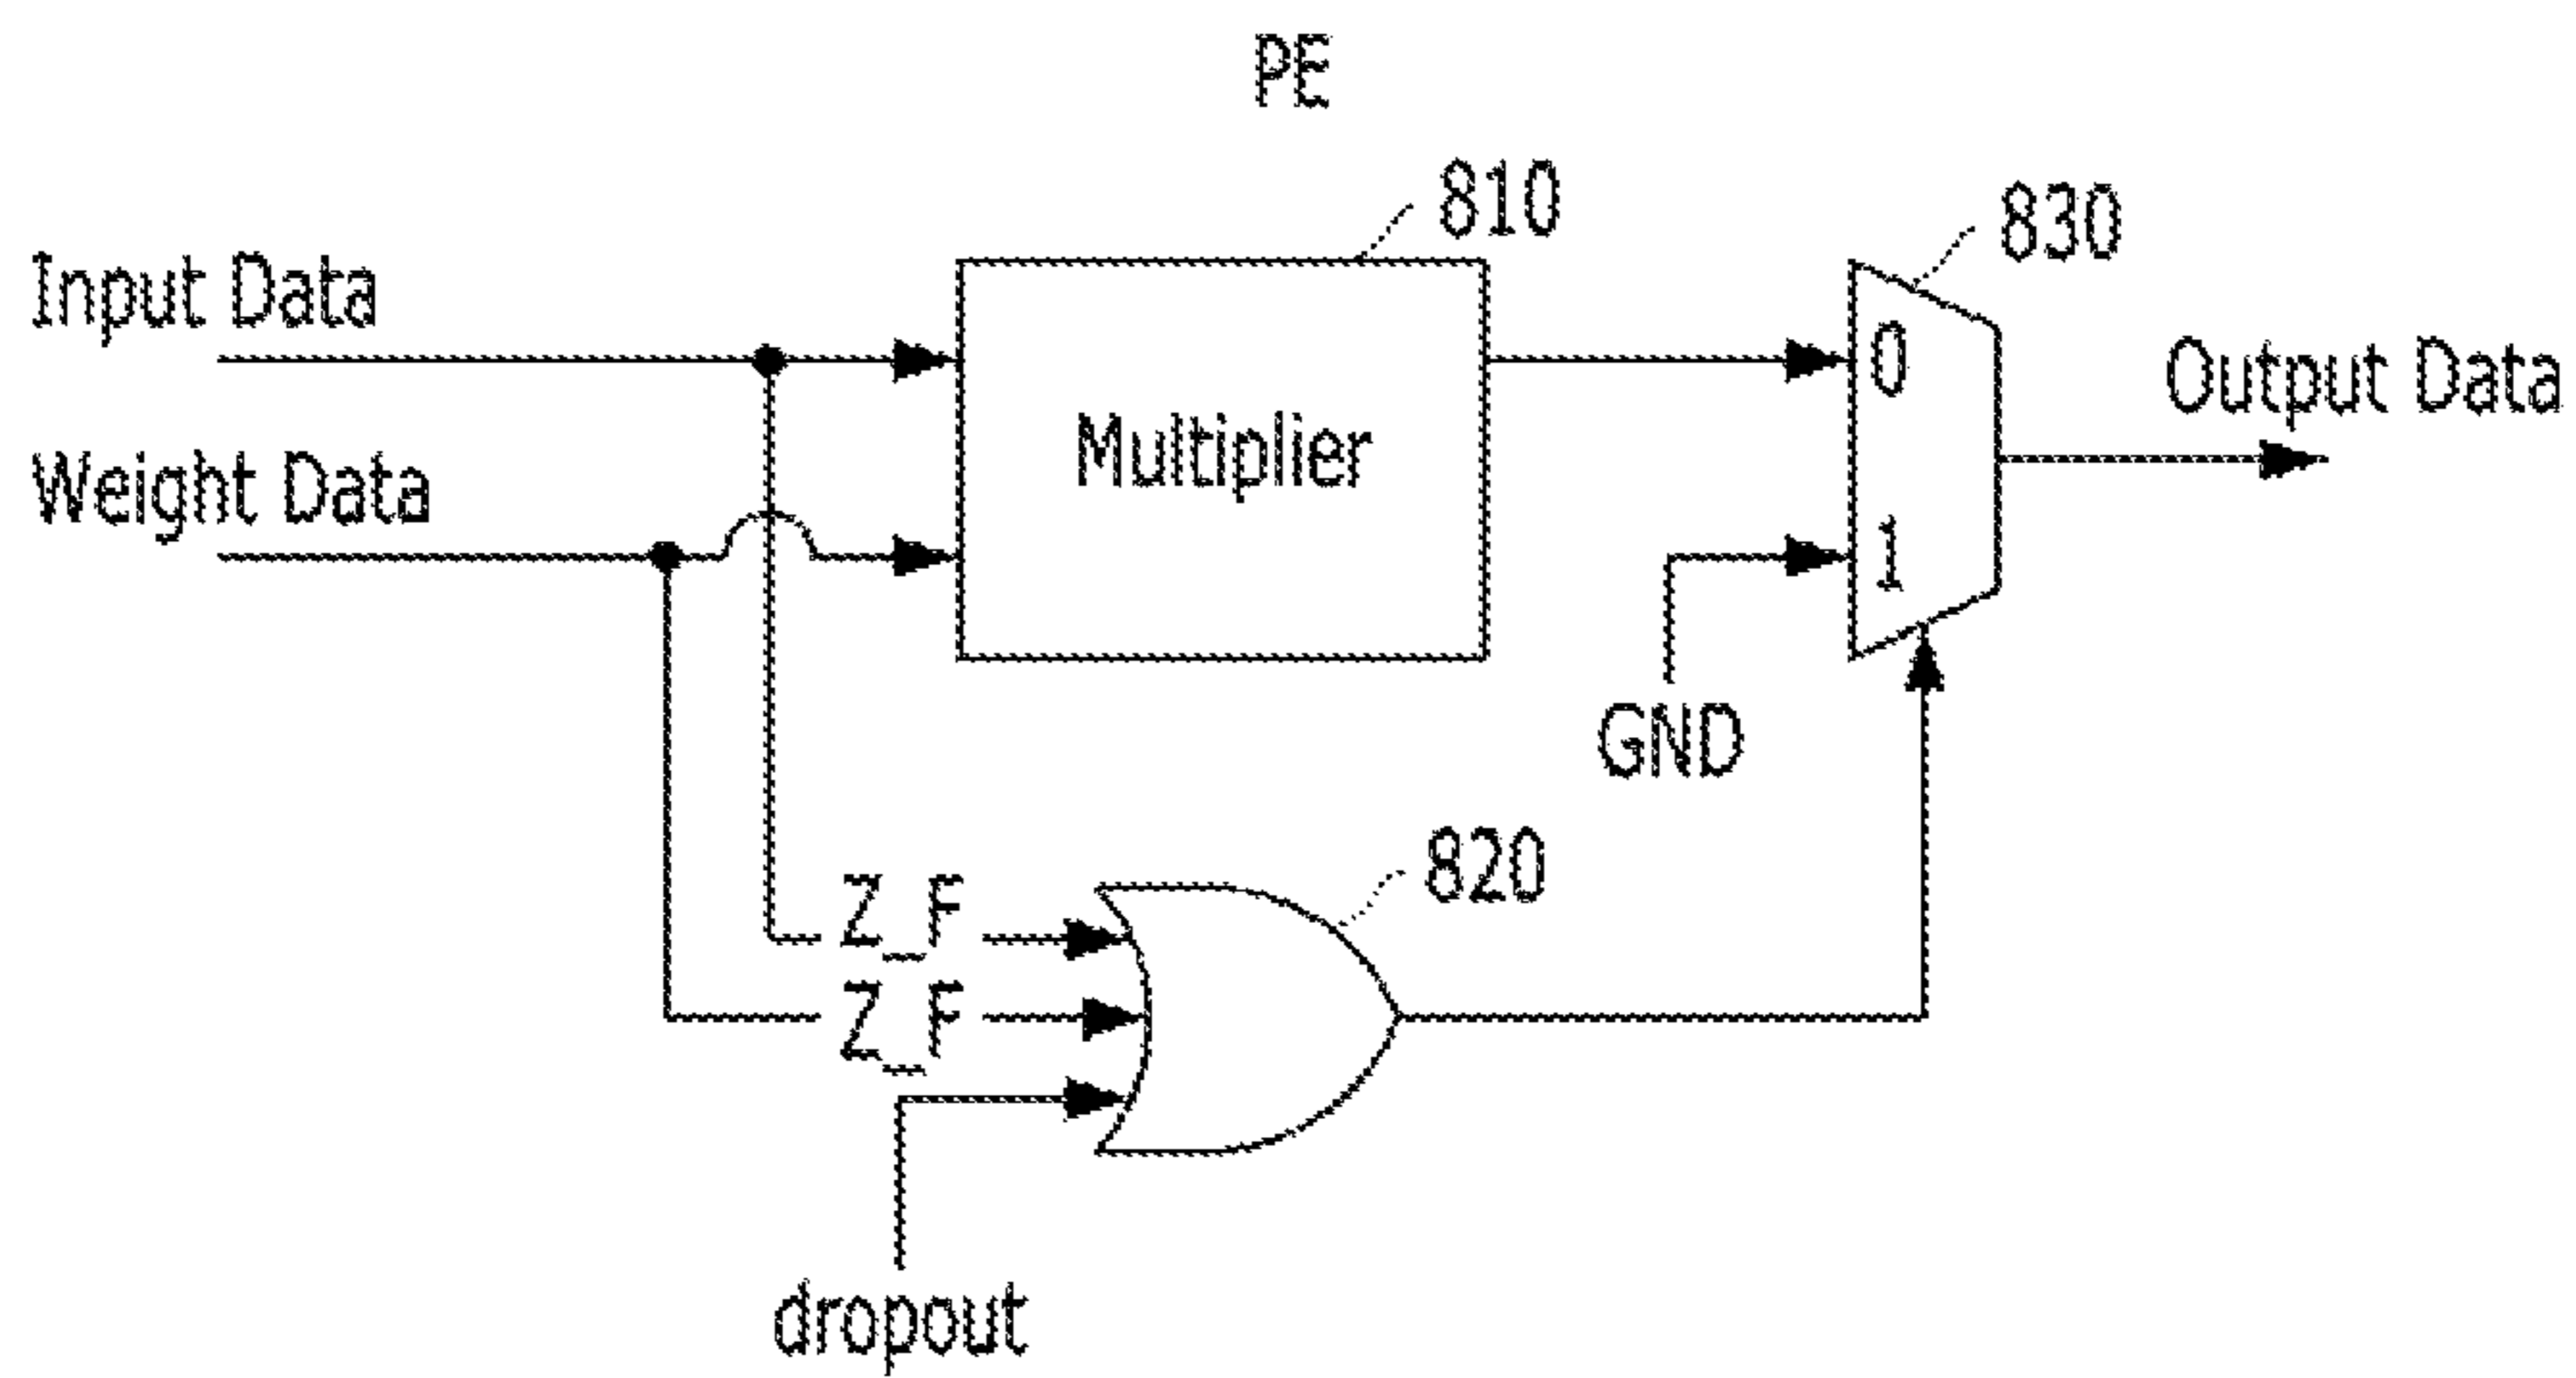 PE
810
830
Input Data
Output Data
Multiplier
Weight Data
0
1
GND
820
Z_F
Z_F
dropout